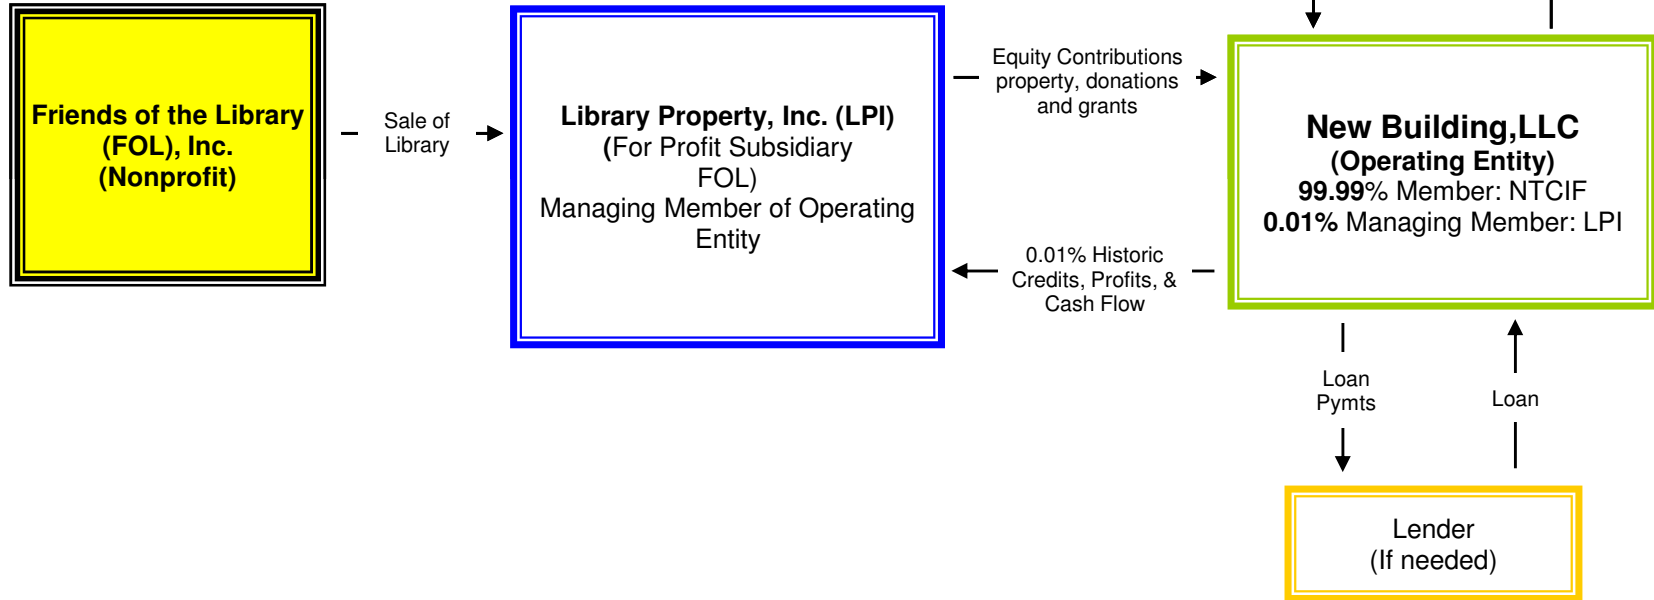 Friends of the Library
(FOL), Inc.
(Nonprofit)
Sale of
Library
Library Property, Inc. (LPI)
(For Profit Subsidiary
FOL)
Managing Member of Operating
Entity
Equity Contributions
property, donations
and grants
0.01% Historic
Credits, Profits, &
Cash Flow
New Building,LLC
(Operating Entity)
99.99% Member: NTCIF
0.01% Managing Member: LPI
Loan
Pymts
Loan
Lender
(If needed)